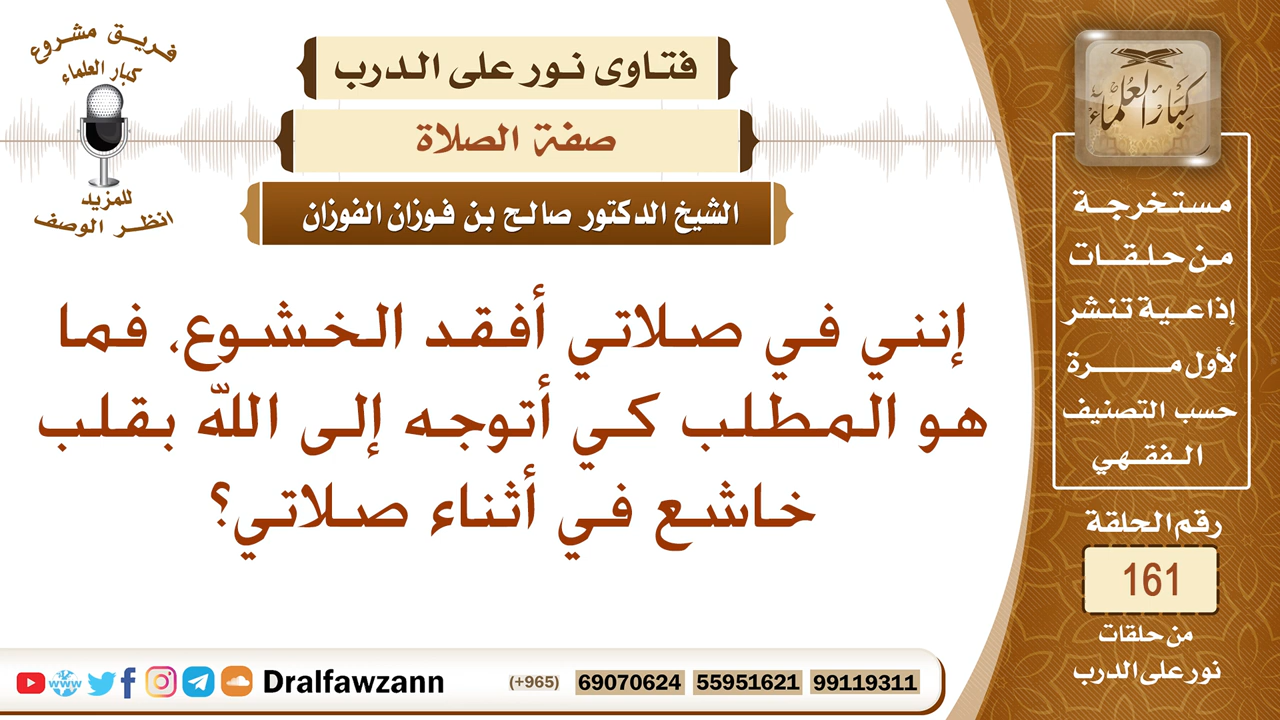 فريق مشروع
كبار العلماء
للمزيد
انظر الوصف
فتاوى نور على الدرب
صفة الصلاة
الشيخ الدكتور صالح بن فوزان الفوزان
إنني في صلاتي أفقد الخشوع، فما
هو المطلب كي أتوجه إلى الله بقلب
خاشع في أثناء صلاتي؟
كبار العلماء
مستخرجة
من حلقات
إذاعية تنشر
لأول مرة
حسب التصنيف
الفقهي
رقم الحلقة
161
من حلقات
نور على الدرب
www
Dralfawzann (+965) 69070624 55951621 99119311